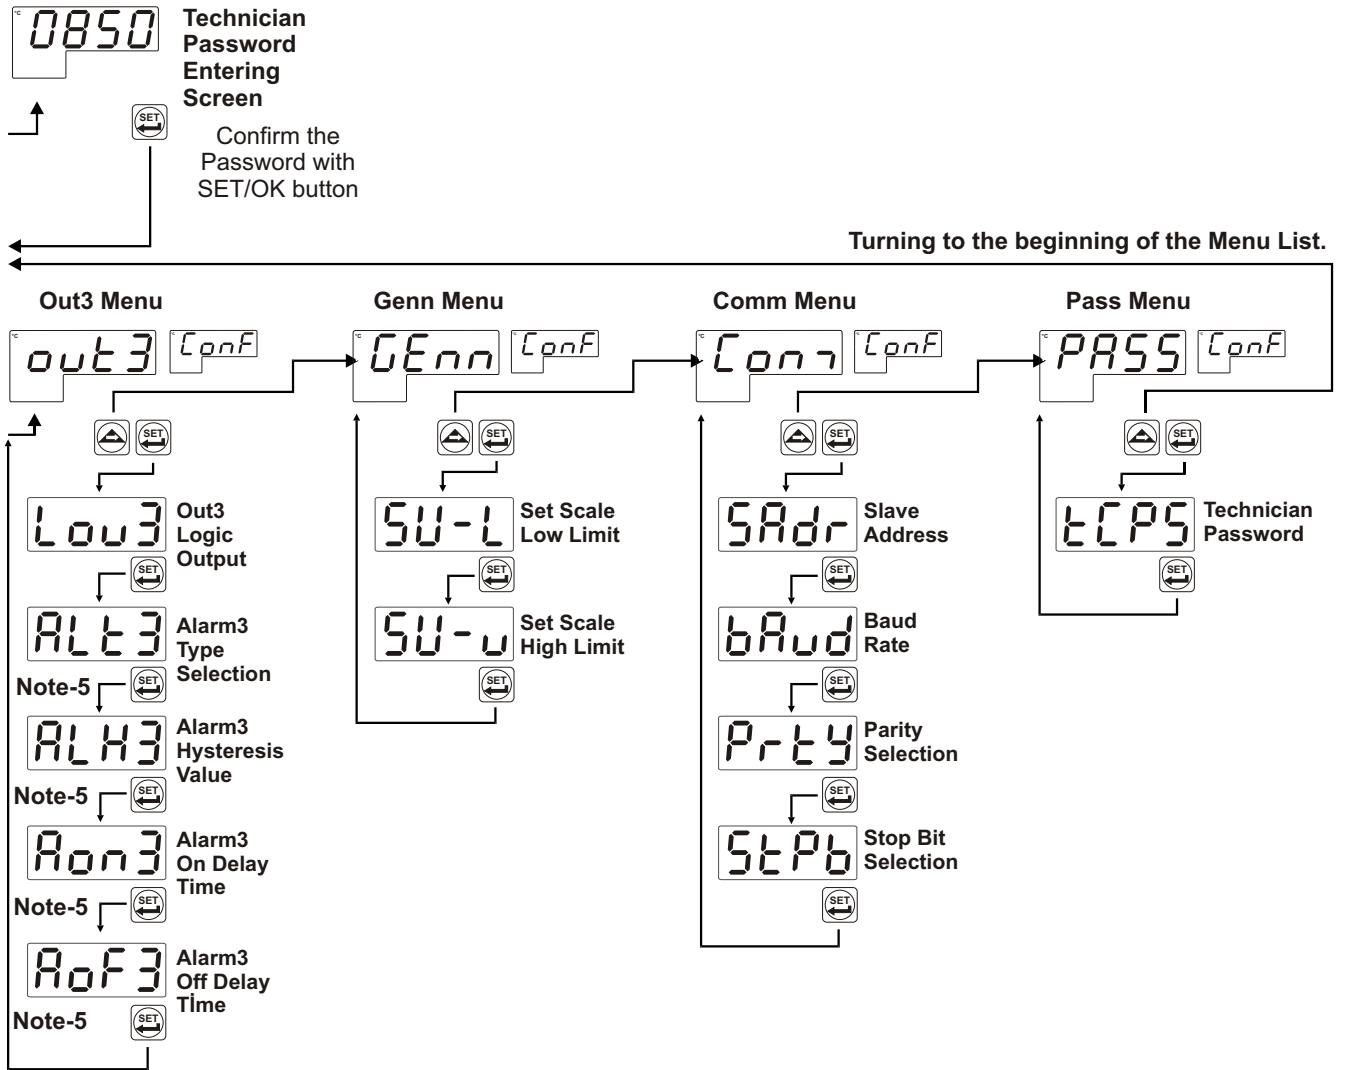 °C 0850
Technician
Password
Entering
Screen
SET
Confirm the
Password with
SET/OK button
Turning to the beginning of the Menu List.
Out3 Menu
°C out3
°C ConF
SET
Lou3
Out3
Logic
Output
SET
ALt3
Alarm3
Type
Selection
Note-5
SET
ALH3
Alarm3
Hysteresis
Value
Note-5
SET
Aon3
Alarm3
On Delay
Time
Note-5
SET
AoF3
Alarm3
Off Delay
Tİme
Note-5
SET
Genn Menu
°C GEnn
°C ConF
SET
SU-L
Set Scale
Low Limit
SET
SU-u
Set Scale
High Limit
SET
Comm Menu
°C Con┐
°C ConF
SET
SAdr
Slave
Address
SET
bAud
Baud
Rate
SET
PrtY
Parity
Selection
SET
StPb
Stop Bit
Selection
SET
Pass Menu
°C PASS
°C ConF
SET
tCPS
Technician
Password
SET